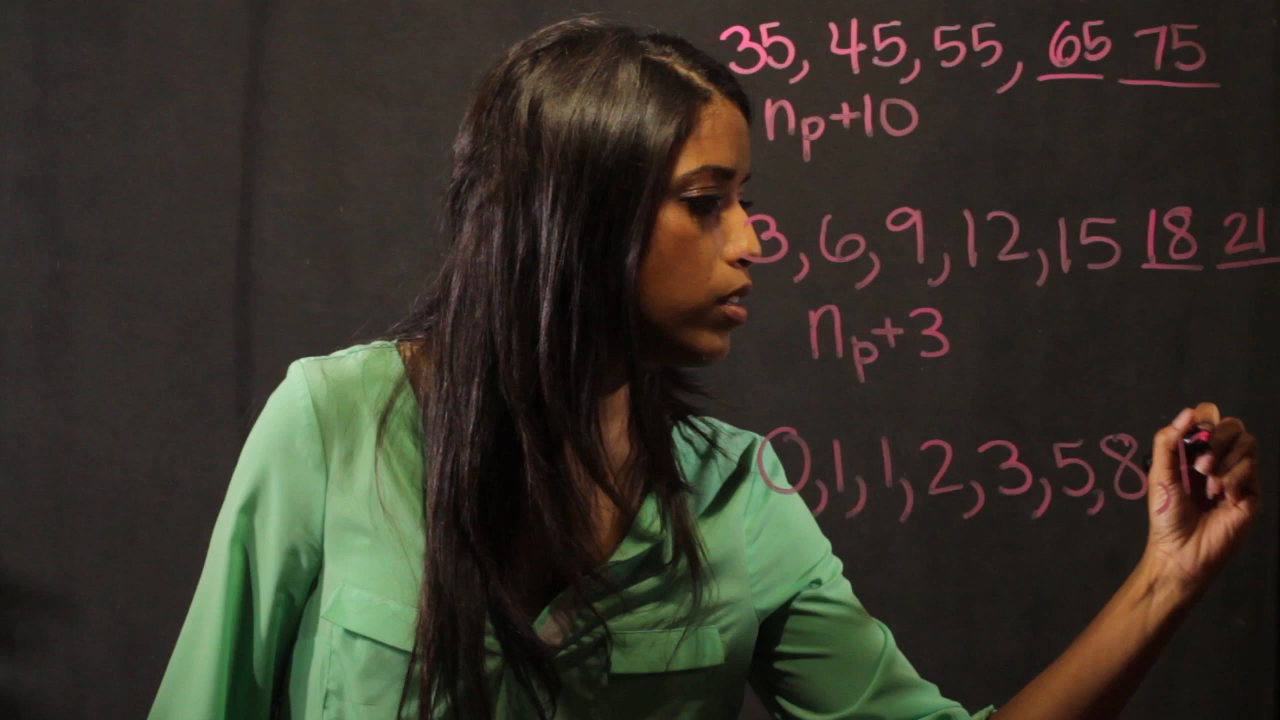 35, 45, 55, 65 75
np+10
3, 6, 9, 12, 15 18 21
np+3
0, 1, 1, 2, 3, 5, 8, 1